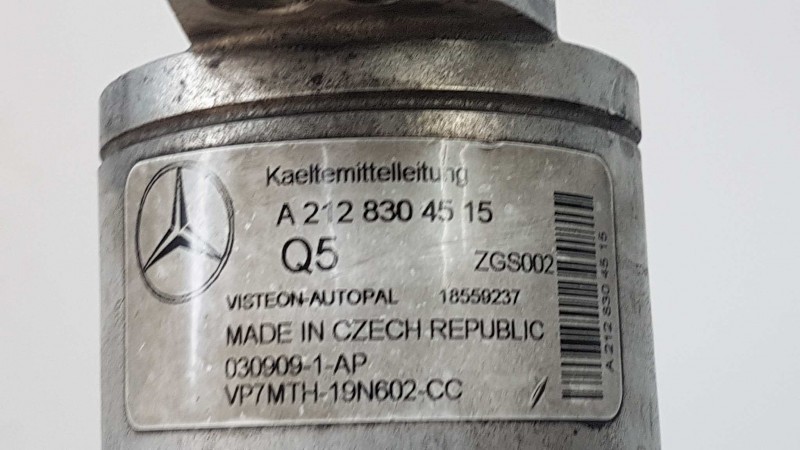 Kaeltemittelleitung
A 212 830 45 15
Q5
ZGS002
VISTEON-AUTOPAL 18559237
MADE IN CZECH REPUBLIC
030909-1-AP
VP7MTH-19N602-CC
A 212 830 45 15